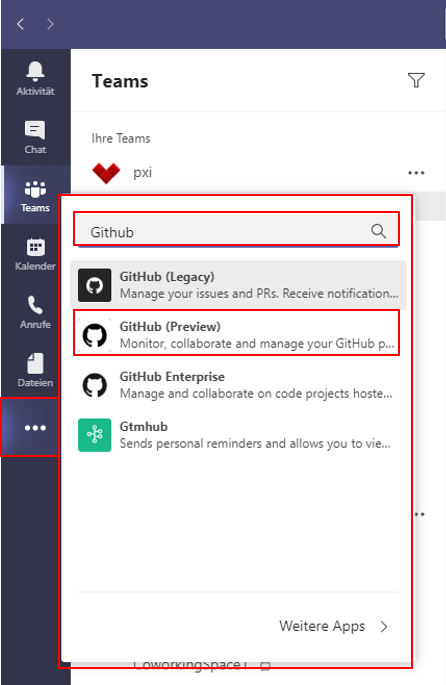 Teams
Aktivität
Chat
Ihre Teams
pxi
Teams
Github
Kalender
GitHub (Legacy)
Manage your issues and PRs. Receive notification...
Anrufe
GitHub (Preview)
Monitor, collaborate and manage your GitHub p...
Dateien
GitHub Enterprise
Manage and collaborate on code projects hoste...
Gtmhub
Sends personal reminders and allows you to vie...
Weitere Apps
CoworkingSpace1